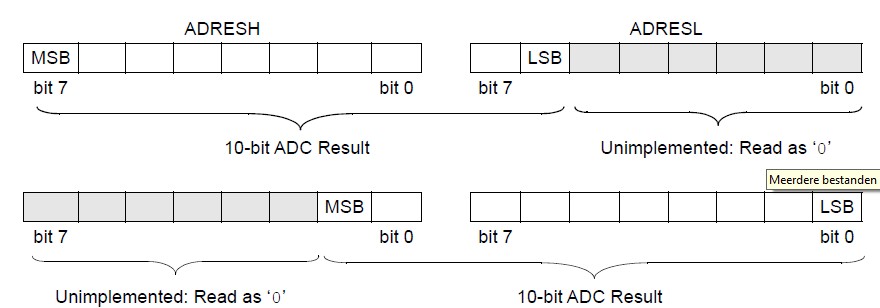 ADRESH ADRESL
MSB LSB
bit 7 bit 0 bit 7 bit 0
10-bit ADC Result Unimplemented: Read as ‘0’
Meerdere bestanden
MSB LSB
bit 7 bit 0 bit 7 bit 0
Unimplemented: Read as ‘0’ 10-bit ADC Result